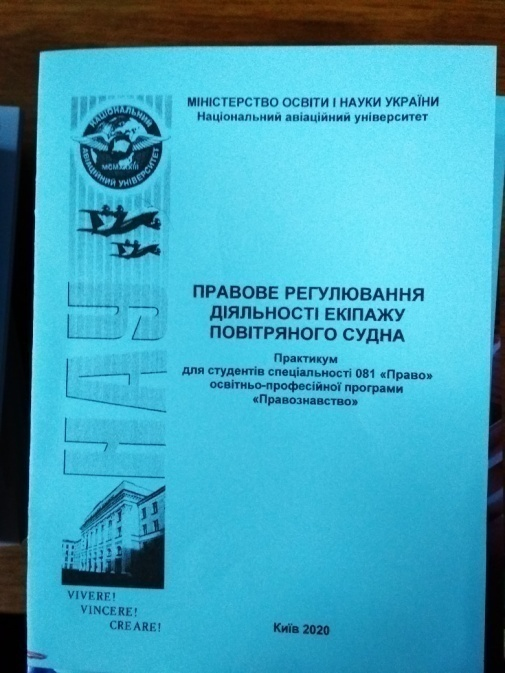 МІНІСТЕРСТВО ОСВІТИ І НАУКИ УКРАЇНИ
Національний авіаційний університет
НАЦІОНАЛЬНИЙ
АВІАЦІЙНИЙ УНІВЕРСИТЕТ
MCMXXXIII
НАУ
ПРАВОВЕ РЕГУЛЮВАННЯ
ДІЯЛЬНОСТІ ЕКІПАЖУ
ПОВІТРЯНОГО СУДНА
Практикум
для студентів спеціальності 081 «Право»
освітньо-професійної програми
«Правознавство»
VIVERE!
VINCERE!
CREARE!
Київ 2020